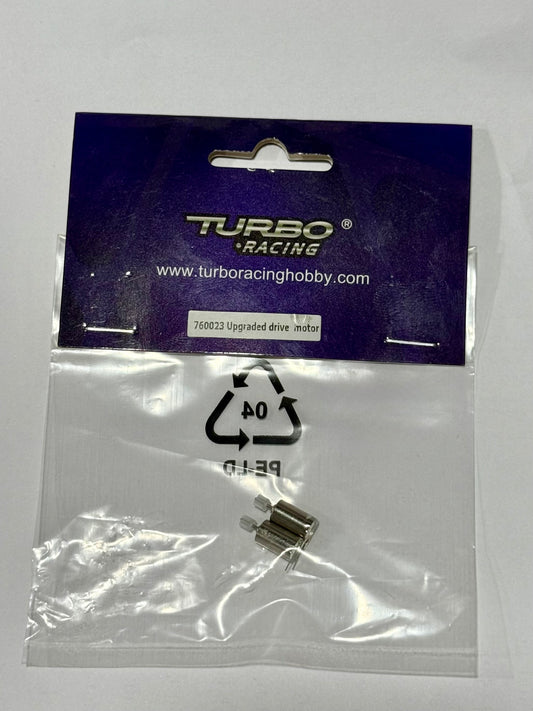 TURBO ®
•RACING
www.turboracinghobby.com
760023 Upgraded drive motor
04
PE-LD